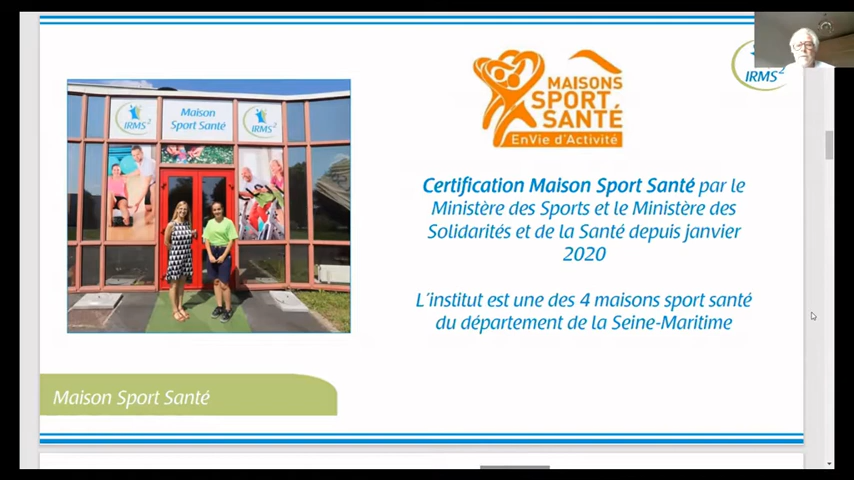 IRMS²
Maison
Sport Santé
IRMS²
MAISONS
SPORT
SANTÉ
EnVie d'Activité
IRMS²
Certification Maison Sport Santé par le
Ministère des Sports et le Ministère des
Solidarités et de la Santé depuis janvier
2020
L'institut est une des 4 maisons sport santé
du département de la Seine-Maritime
Maison Sport Santé